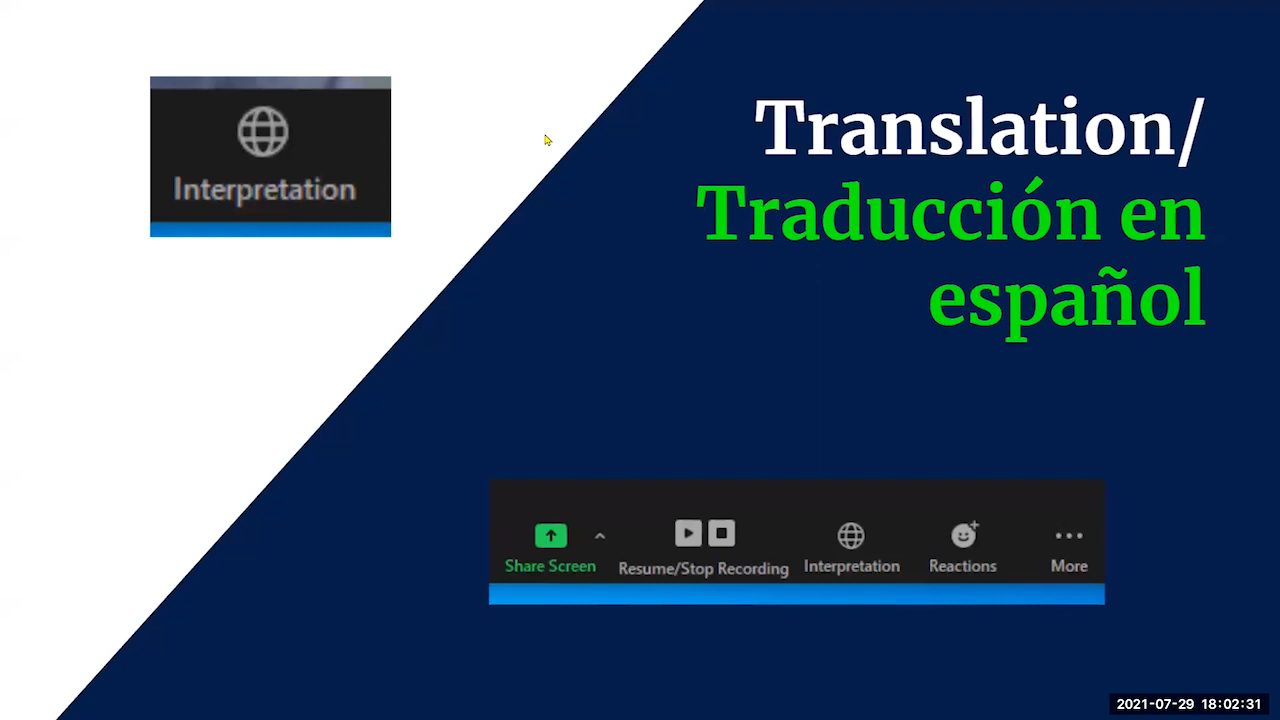 Interpretation
Translation/
Traducción en
español
Share Screen
Resume/Stop Recording
Interpretation
Reactions
More
2021-07-29 18:02:31